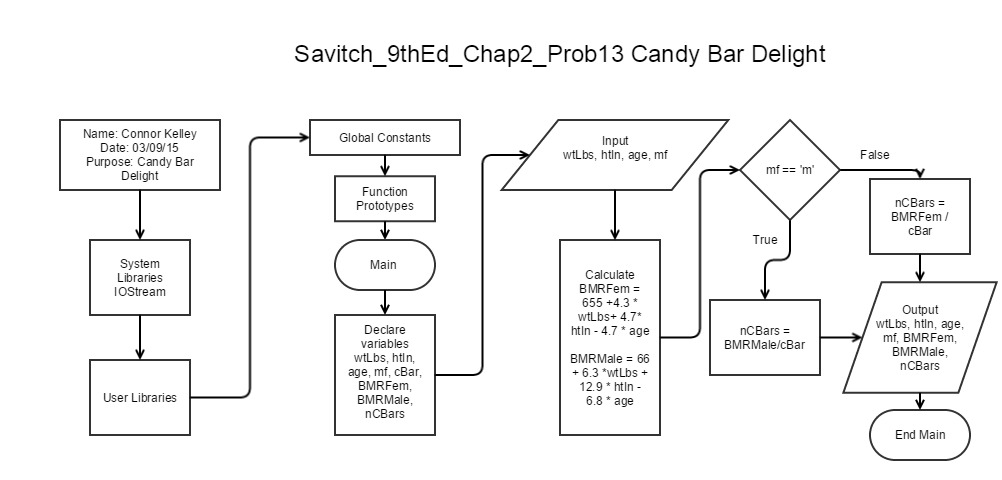 Savitch_9thEd_Chap2_Prob13 Candy Bar Delight
Name: Connor Kelley
Date: 03/09/15
Purpose: Candy Bar
Delight
System
Libraries
IOStream
User Libraries
Global Constants
Function
Prototypes
Main
Declare
variables
wtLbs, htIn,
age, mf, cBar,
BMRFem,
BMRMale,
nCBars
Input
wtLbs, htIn, age, mf
Calculate
BMRFem =
655 +4.3 *
wtLbs+ 4.7*
htIn - 4.7 * age
BMRMale = 66
+ 6.3 *wtLbs +
12.9 * htIn -
6.8 * age
mf == 'm'
True
nCBars =
BMRMale/cBar
False
nCBars =
BMRFem /
cBar
Output
wtLbs, htIn, age,
mf, BMRFem,
BMRMale,
nCBars
End Main